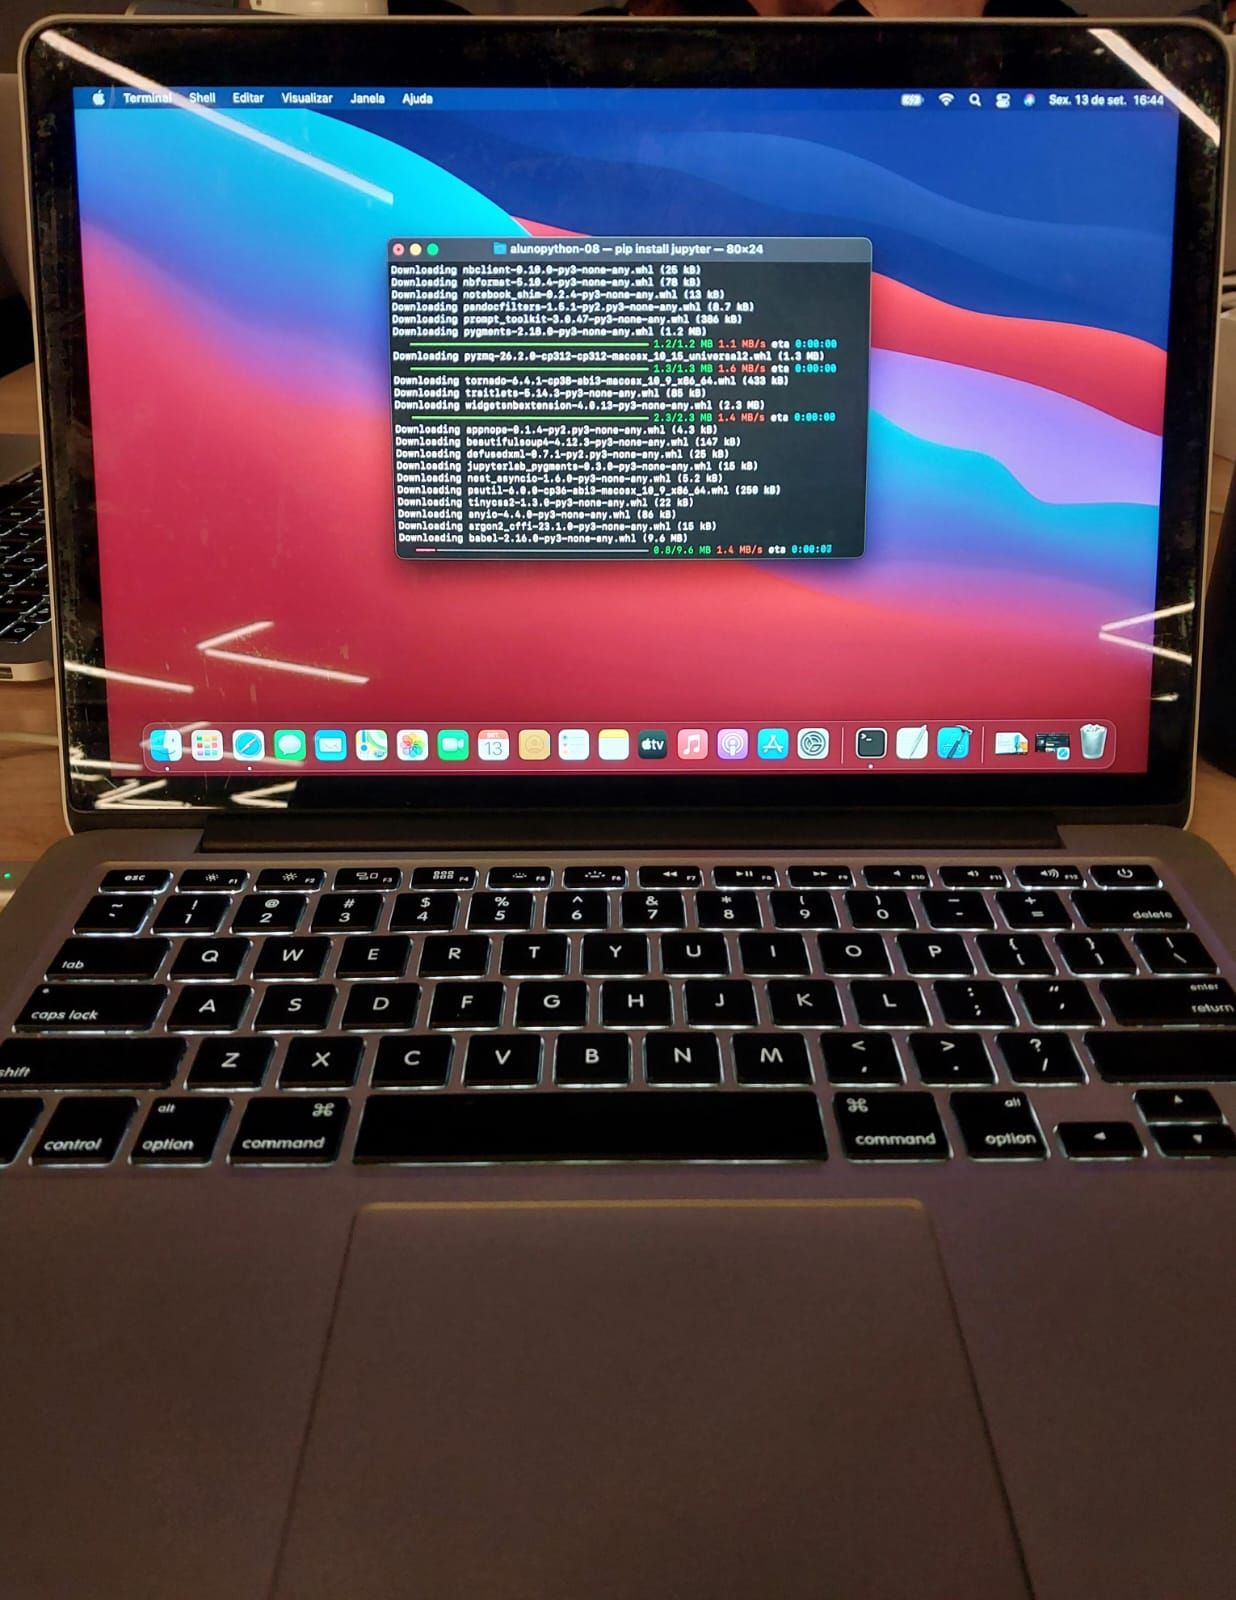 Terminal Shell Editar Visualizar Janela Ajuda
Sex. 13 de set. 16:44
alunopython-08 — pip install jupyter — 80×24
Downloading nbclient-0.10.0-py3-none-any.whl (25 kB)
Downloading nbformat-5.10.4-py3-none-any.whl (78 kB)
Downloading notebook_shim-0.2.4-py3-none-any.whl (13 kB)
Downloading pandocfilters-1.5.1-py2.py3-none-any.whl (8.7 kB)
Downloading prompt_toolkit-3.0.47-py3-none-any.whl (386 kB)
Downloading pygments-2.18.0-py3-none-any.whl (1.2 MB)
1.2/1.2 MB 1.1 MB/s eta 0:00:00
Downloading pyzmq-26.2.0-cp312-cp312-macosx_10_15_universal2.whl (1.3 MB)
1.3/1.3 MB 1.6 MB/s eta 0:00:00
Downloading tornado-6.4.1-cp38-abi3-macosx_10_9_x86_64.whl (433 kB)
Downloading traitlets-5.14.3-py3-none-any.whl (85 kB)
Downloading widgetsnbextension-4.0.13-py3-none-any.whl (2.3 MB)
2.3/2.3 MB 1.4 MB/s eta 0:00:00
Downloading appnope-0.1.4-py2.py3-none-any.whl (4.3 kB)
Downloading beautifulsoup4-4.12.3-py3-none-any.whl (147 kB)
Downloading defusedxml-0.7.1-py2.py3-none-any.whl (25 kB)
Downloading jupyterlab_pygments-0.3.0-py3-none-any.whl (15 kB)
Downloading nest_asyncio-1.6.0-py3-none-any.whl (5.2 kB)
Downloading psutil-6.0.0-cp36-abi3-macosx_10_9_x86_64.whl (250 kB)
Downloading tinycss2-1.3.0-py3-none-any.whl (22 kB)
Downloading anyio-4.4.0-py3-none-any.whl (86 kB)
Downloading argon2_cffi-23.1.0-py3-none-any.whl (15 kB)
Downloading babel-2.16.0-py3-none-any.whl (9.6 MB)
0.8/9.6 MB 1.4 MB/s eta 0:00:07
13
tv
esc F1 F2 F3 F4 F5 F6 F7 F8 F9 F10 F11 F12
~ ! @ # $ % ^ & * ( ) _ +
` 1 2 3 4 5 6 7 8 9 0 - = delete
tab Q W E R T Y U I O P { [ } ] | \
caps lock A S D F G H J K L : ; " ' enter return
shift Z X C V B N M < , > . ? /
control alt option ⌘ command ⌘ command alt option